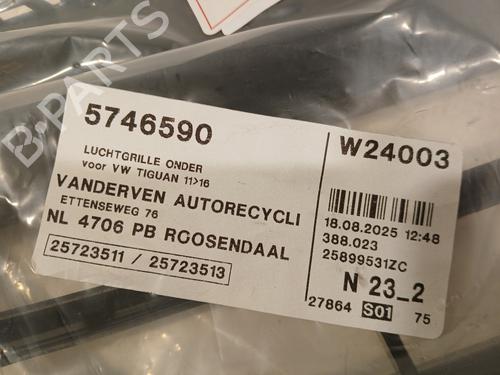 5746590
LUCHTGRILLE ONDER
voor VW TIGUAN 11>16
VANDERVEN AUTORECYCLI
ETTENSEWEG 76
NL 4706 PB ROOSENDAAL
25723511 / 25723513
W24003
18.08.2025 12:48
388.023
25899531ZC
N 23_2
27864 S01 75
B-PARTS